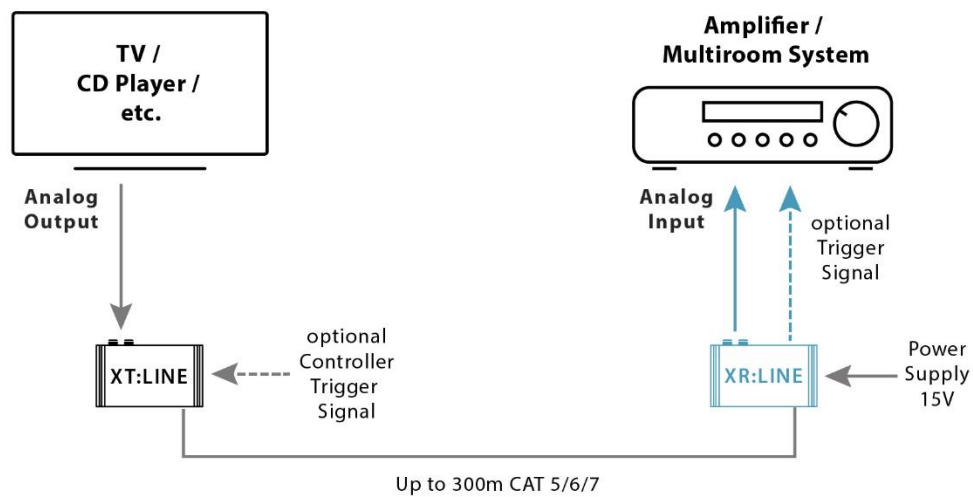 TV /
CD Player /
etc.
Amplifier /
Multiroom System
Analog
Output
Analog
Input
optional
Trigger
Signal
XT:LINE
optional
Controller
Trigger
Signal
XR:LINE
Power
Supply
15V
Up to 300m CAT 5/6/7